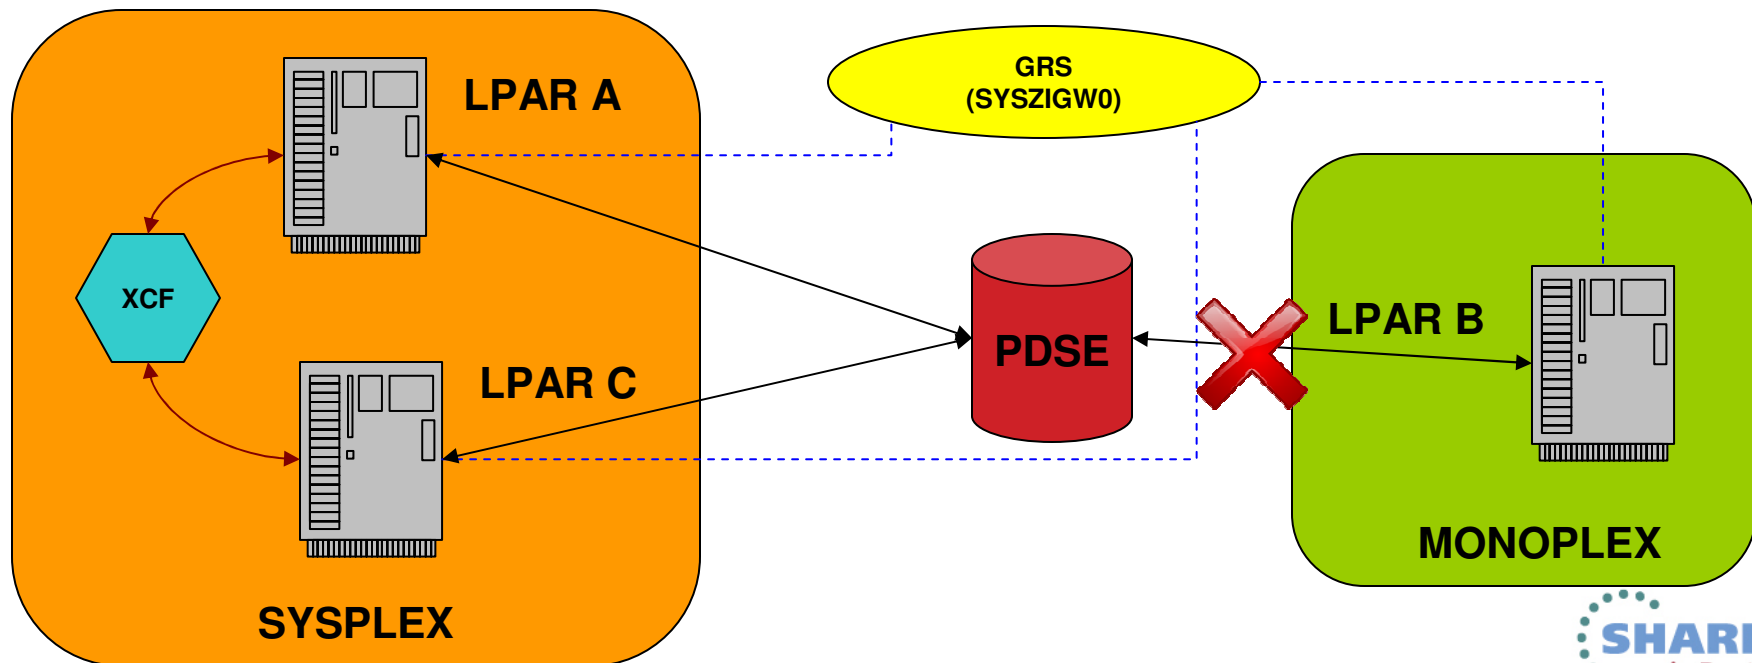 LPAR A
GRS
(SYSZIGW0)
XCF
LPAR B
PDSE
LPAR C
MONOPLEX
SYSPLEX